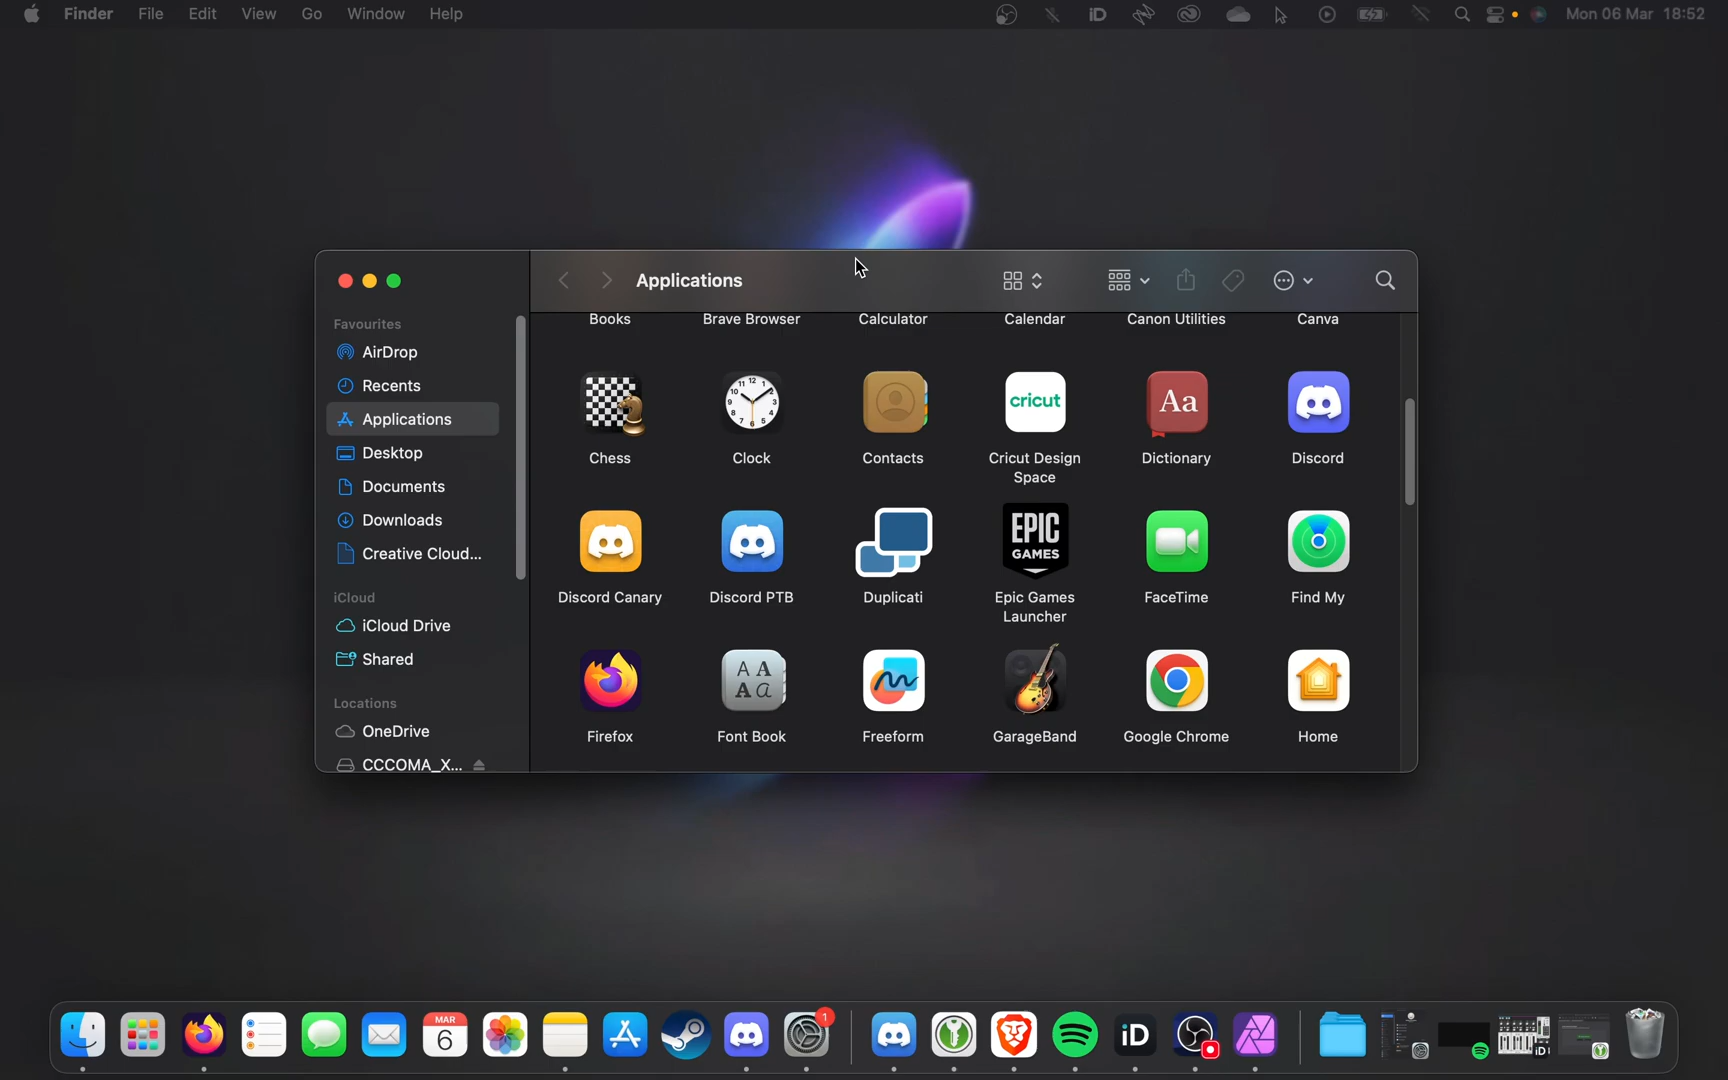 Finder File Edit View Go Window Help iD Mon 06 Mar 18:52
Applications
Favourites
AirDrop
Recents
Applications
Desktop
Documents
Downloads
Creative Cloud...
iCloud
iCloud Drive
Shared
Locations
OneDrive
CCCOMA_X...
Books Brave Browser Calculator Calendar Canon Utilities Canva
cricut Aa
Chess Clock Contacts Cricut Design Space Dictionary Discord
EPIC
GAMES
Discord Canary Discord PTB Duplicati Epic Games Launcher FaceTime Find My
A A
A a
Firefox Font Book Freeform GarageBand Google Chrome Home
MAR
6
1
iD
iD